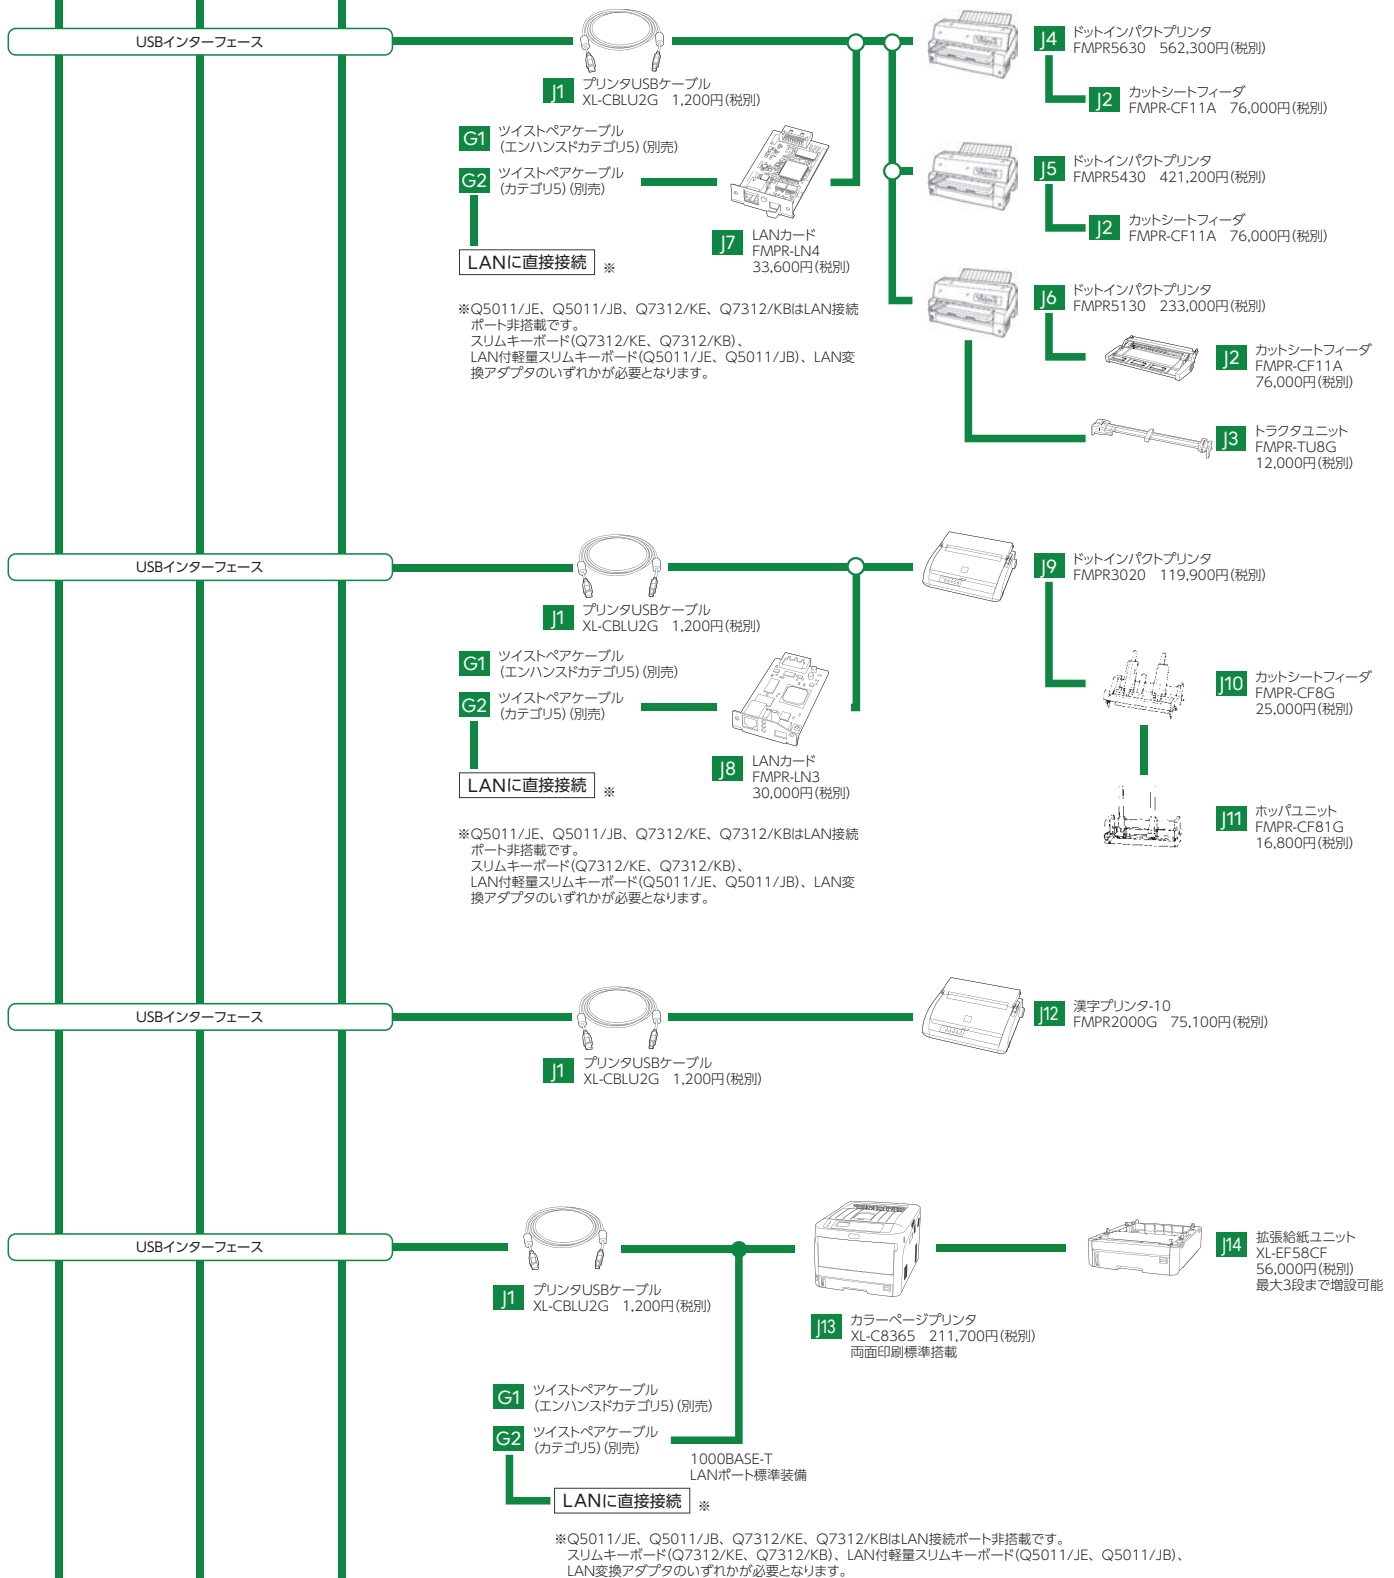 USBインターフェース
J1 プリンタUSBケーブル
XL-CBLU2G 1,200円(税別)
G1 ツイストペアケーブル
(エンハンスドカテゴリ5)(別売)
G2 ツイストペアケーブル
(カテゴリ5)(別売)
LANに直接接続 ※
J7 LANカード
FMPR-LN4
33,600円(税別)
※Q5011/JE、Q5011/JB、Q7312/KE、Q7312/KBはLAN接続
ポート非搭載です。
スリムキーボード(Q7312/KE、Q7312/KB)、
LAN付軽量スリムキーボード(Q5011/JE、Q5011/JB)、LAN変
換アダプタのいずれかが必要となります。
J4 ドットインパクトプリンタ
FMPR5630 562,300円(税別)
J2 カットシートフィーダ
FMPR-CF11A 76,000円(税別)
J5 ドットインパクトプリンタ
FMPR5430 421,200円(税別)
J2 カットシートフィーダ
FMPR-CF11A 76,000円(税別)
J6 ドットインパクトプリンタ
FMPR5130 233,000円(税別)
J2 カットシートフィーダ
FMPR-CF11A
76,000円(税別)
J3 トラクタユニット
FMPR-TU8G
12,000円(税別)
USBインターフェース
J1 プリンタUSBケーブル
XL-CBLU2G 1,200円(税別)
G1 ツイストペアケーブル
(エンハンスドカテゴリ5)(別売)
G2 ツイストペアケーブル
(カテゴリ5)(別売)
LANに直接接続 ※
J8 LANカード
FMPR-LN3
30,000円(税別)
※Q5011/JE、Q5011/JB、Q7312/KE、Q7312/KBはLAN接続
ポート非搭載です。
スリムキーボード(Q7312/KE、Q7312/KB)、
LAN付軽量スリムキーボード(Q5011/JE、Q5011/JB)、LAN変
換アダプタのいずれかが必要となります。
J9 ドットインパクトプリンタ
FMPR3020 119,900円(税別)
J10 カットシートフィーダ
FMPR-CF8G
25,000円(税別)
J11 ホッパユニット
FMPR-CF81G
16,800円(税別)
USBインターフェース
J1 プリンタUSBケーブル
XL-CBLU2G 1,200円(税別)
J12 漢字プリンタ-10
FMPR2000G 75,100円(税別)
USBインターフェース
J1 プリンタUSBケーブル
XL-CBLU2G 1,200円(税別)
J13 カラーページプリンタ
XL-C8365 211,700円(税別)
両面印刷標準搭載
J14 拡張給紙ユニット
XL-EF58CF
56,000円(税別)
最大3段まで増設可能
G1 ツイストペアケーブル
(エンハンスドカテゴリ5)(別売)
G2 ツイストペアケーブル
(カテゴリ5)(別売)
1000BASE-T
LANポート標準装備
LANに直接接続 ※
※Q5011/JE、Q5011/JB、Q7312/KE、Q7312/KBはLAN接続ポート非搭載です。
スリムキーボード(Q7312/KE、Q7312/KB)、LAN付軽量スリムキーボード(Q5011/JE、Q5011/JB)、
LAN変換アダプタのいずれかが必要となります。